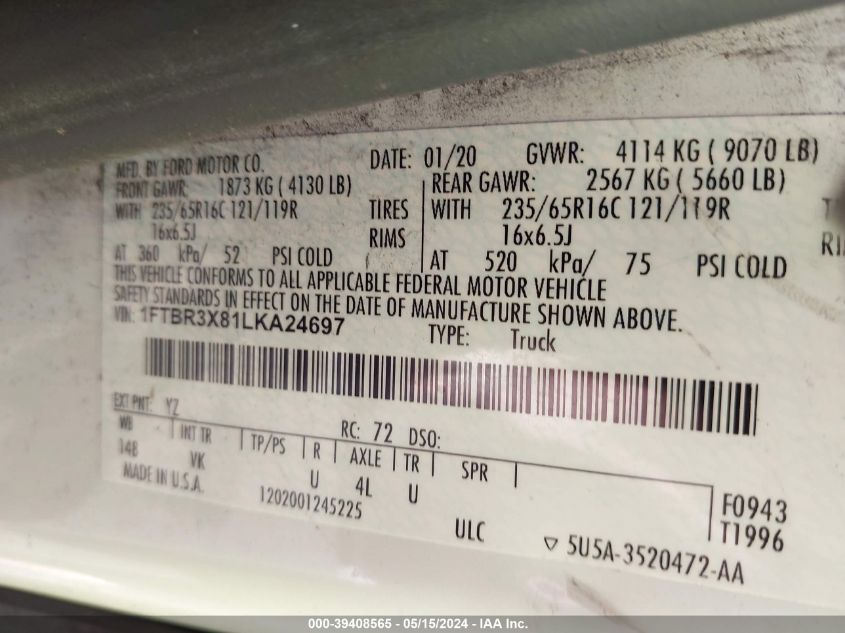 MFD. BY FORD MOTOR CO. DATE: 01/20 GVWR: 4114 KG ( 9070 LB)
FRONT GAWR: 1873 KG ( 4130 LB) REAR GAWR: 2567 KG ( 5660 LB)
WITH 235/65R16C 121/119R TIRES WITH 235/65R16C 121/119R
16x6.5J RIMS 16x6.5J
AT 360 kPa/ 52 PSI COLD AT 520 kPa/ 75 PSI COLD
THIS VEHICLE CONFORMS TO ALL APPLICABLE FEDERAL MOTOR VEHICLE
SAFETY STANDARDS IN EFFECT ON THE DATE OF MANUFACTURE SHOWN ABOVE.
VIN: 1FTBR3X81LKA24697 TYPE: Truck
EXT PNT: YZ RC: 72 DSO:
WB INT TR TP/PS R AXLE TR SPR
148 VK U 4L U
F0943
T1996
MADE IN U.S.A. 1202001245225 ULC ▽ 5U5A-3520472-AA
000-39408565 - 05/15/2024 - IAA Inc.